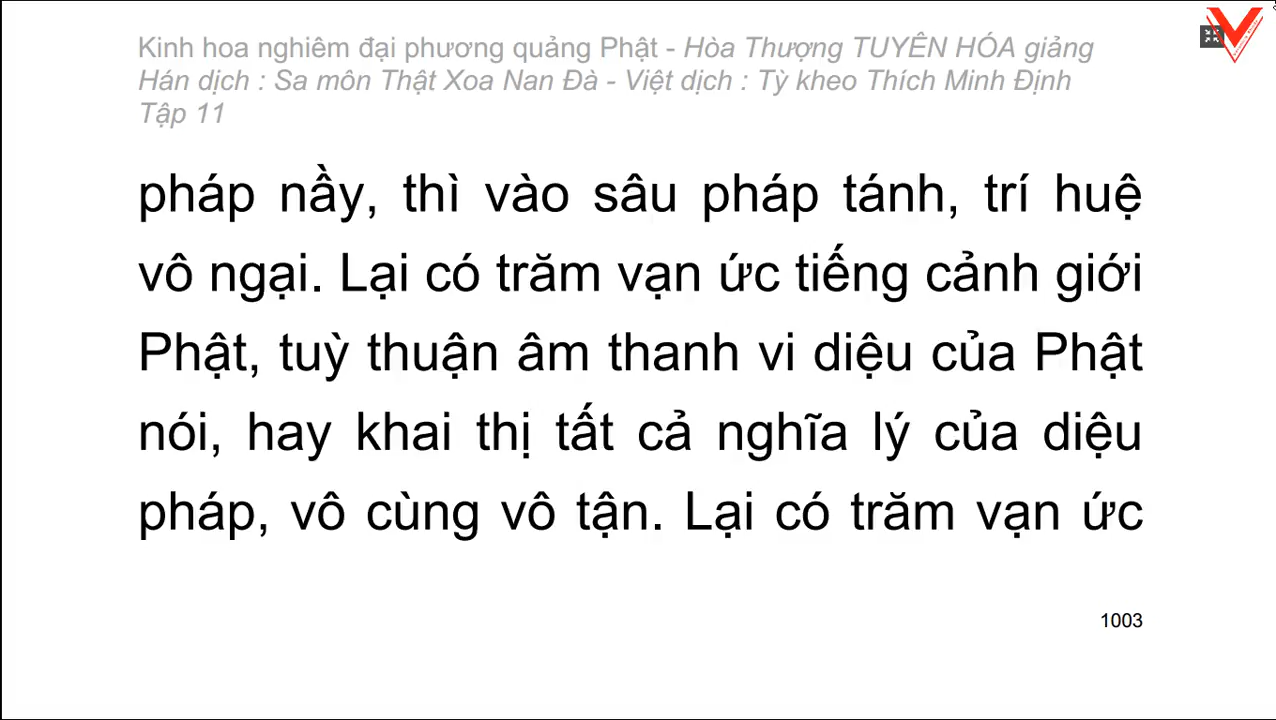 Kinh hoa nghiêm đại phương quảng Phật - Hòa Thượng TUYÊN HÓA giảng
Hán dịch : Sa môn Thật Xoa Nan Đà - Việt dịch : Tỳ kheo Thích Minh Định
Tập 11
pháp nầy, thì vào sâu pháp tánh, trí huệ
vô ngại. Lại có trăm vạn ức tiếng cảnh giới
Phật, tuỳ thuận âm thanh vi diệu của Phật
nói, hay khai thị tất cả nghĩa lý của diệu
pháp, vô cùng vô tận. Lại có trăm vạn ức
1003